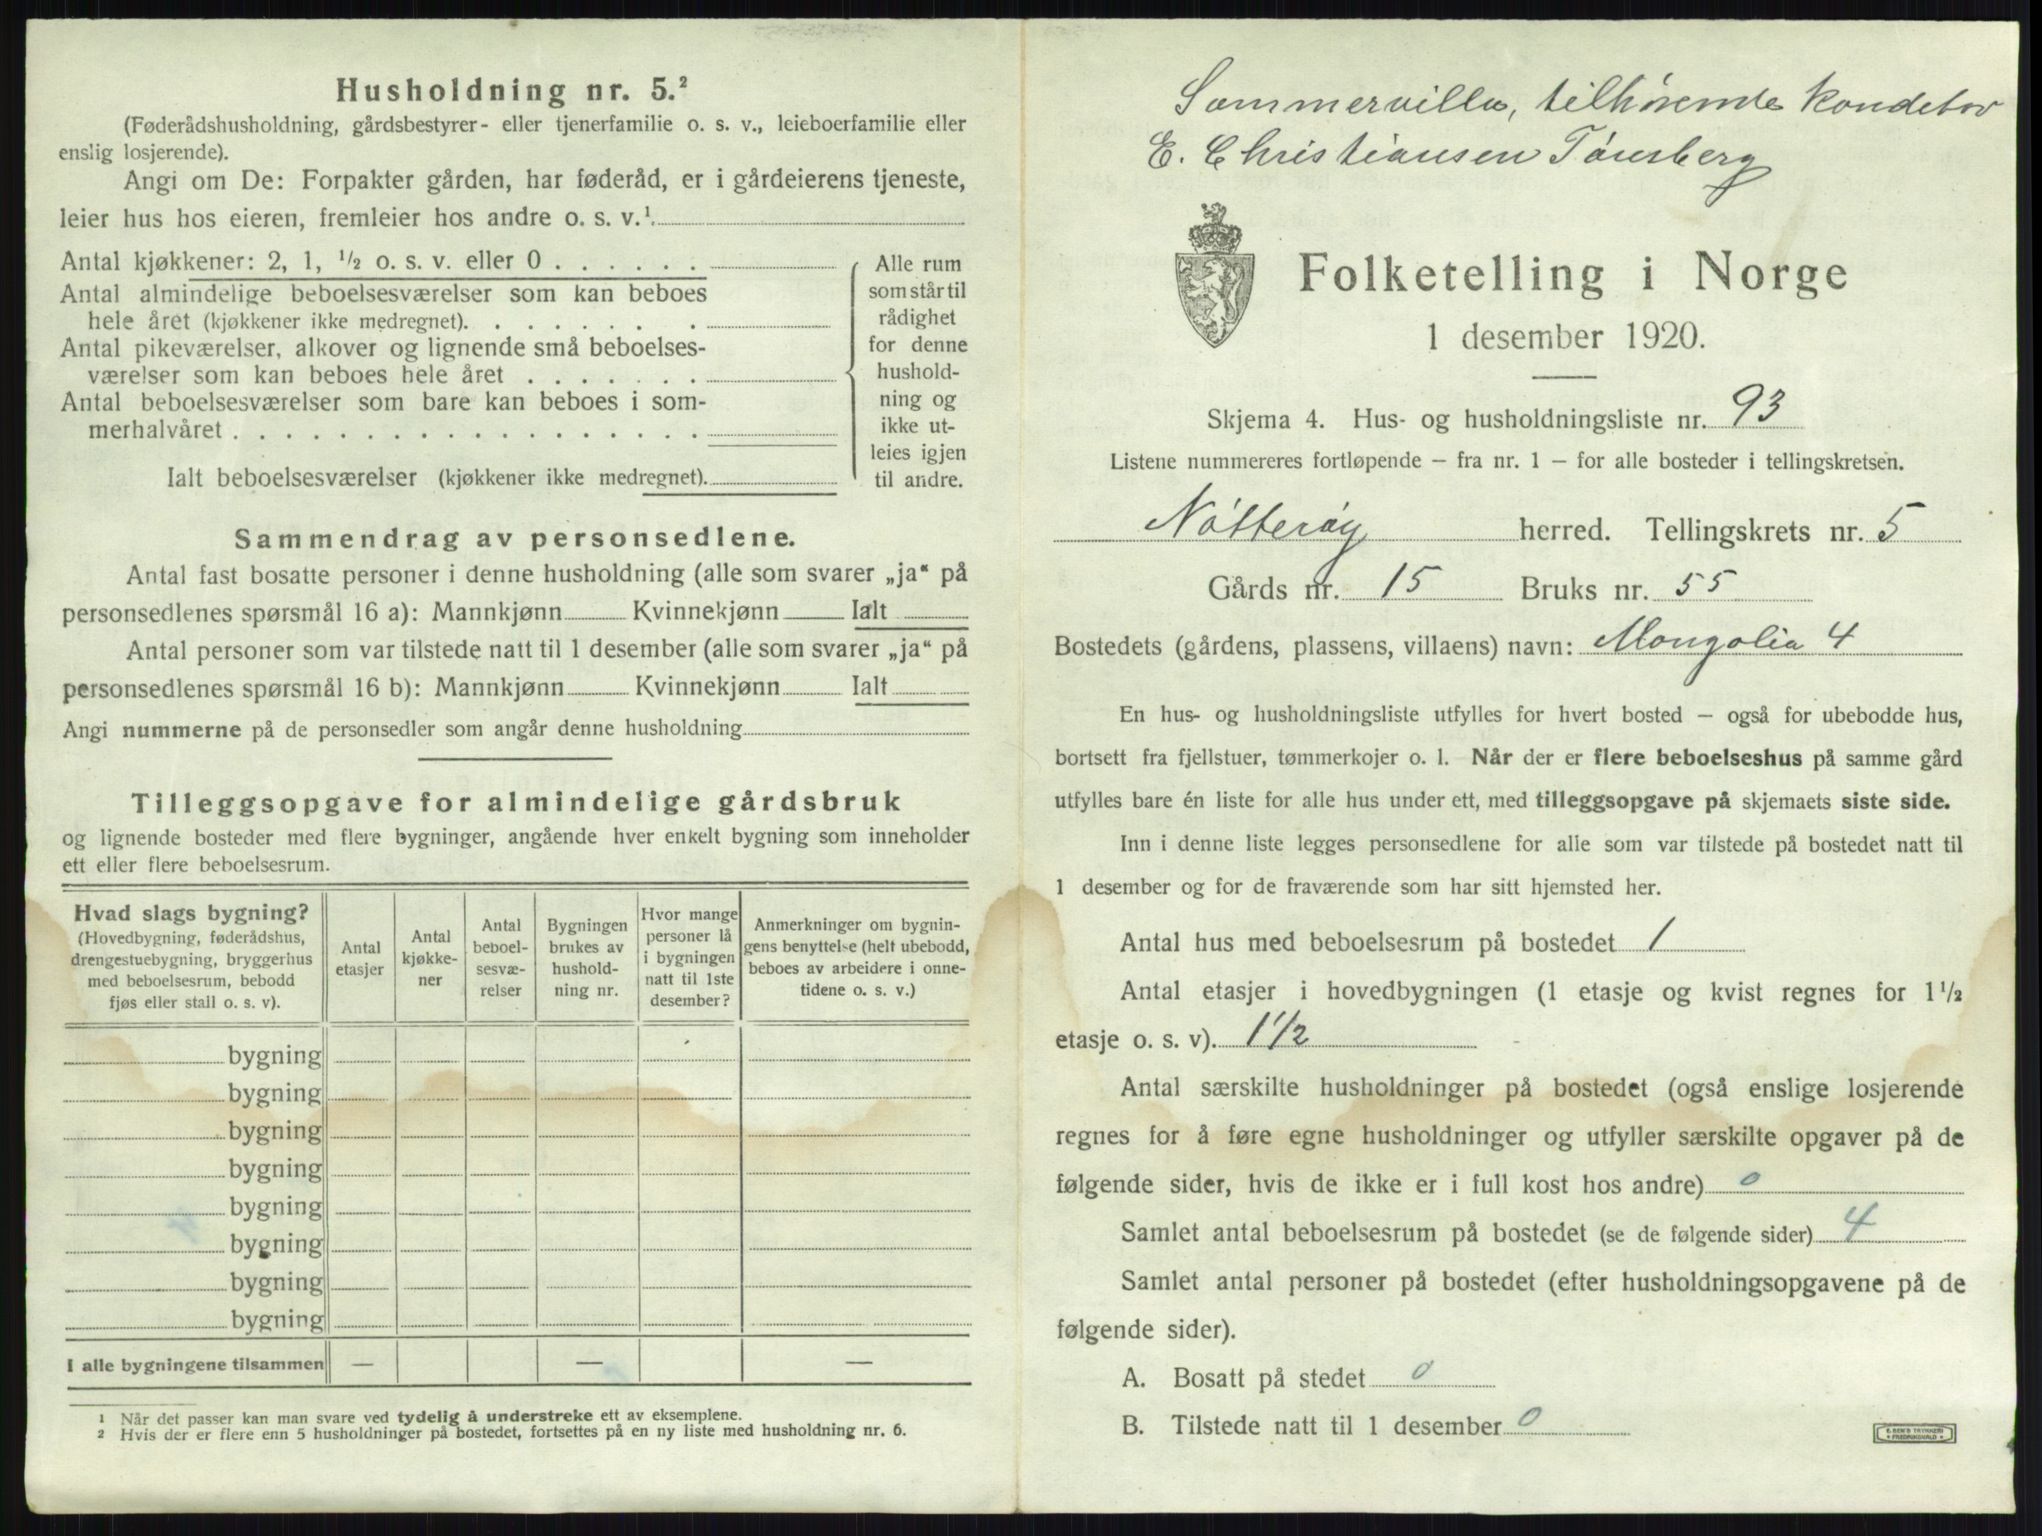 Husholdning nr. 5.²
(Føderådshusholdning, gårdsbestyrer- eller tjenerfamilie o. s. v., leieboerfamilie eller
enslig losjerende).
Angi om De: Forpakter gården, har føderåd, er i gårdeierens tjeneste,
leier hus hos eieren, fremleier hos andre o. s. v.¹
Antal kjøkkener: 2, 1, ½ o. s. v. eller 0 . . . . . .
Antal almindelige beboelsesværelser som kan beboes
hele året (kjøkkener ikke medregnet). . . . . . . .
Antal pikeværelser, alkover og lignende små beboelses-
værelser som kan beboes hele året . . . . . . .
Antal beboelsesværelser som bare kan beboes i som-
merhalvåret . . . . . . . . . . . . . . . . . .
Ialt beboelsesværelser (kjøkkener ikke medregnet).
Alle rum
som står til
rådighet
for denne
hushold-
ning og
ikke ut-
leies igjen
til andre.
Sammendrag av personsedlene.
Antal fast bosatte personer i denne husholdning (alle som svarer „ja“ på
personsedlenes spørsmål 16 a): Mannkjønn Kvinnekjønn Ialt
Antal personer som var tilstede natt til 1 desember (alle som svarer „ja“ på
personsedlenes spørsmål 16 b): Mannkjønn Kvinnekjønn Ialt
Angi nummerne på de personsedler som angår denne husholdning
Tilleggsopgave for almindelige gårdsbruk
og lignende bosteder med flere bygninger, angående hver enkelt bygning som inneholder
ett eller flere beboelsesrum.
Hvad slags bygning?
(Hovedbygning, føderådshus,
drengestuebygning, bryggerhus
med beboelsesrum, bebodd
fjøs eller stall o. s. v).
Antal
etasjer
Antal
kjøkke-
ner
Antal
beboel-
sesvæ-
relser
Bygningen
brukes av
hushold-
ning nr.
Hvor mange
personer lå
i bygningen
natt til 1ste
desember?
Anmerkninger om bygnin-
gens benyttelse (helt ubebodd,
beboes av arbeidere i onne-
tidene o. s. v.)
bygning
bygning
bygning
bygning
bygning
bygning
bygning
bygning
I alle bygningene tilsammen — — —
¹ Når det passer kan man svare ved tydelig å understreke ett av eksemplene.
² Hvis der er flere enn 5 husholdninger på bostedet, fortsettes på en ny liste med husholdning nr. 6.
Sommervilla, tilhørende kondetor
E. Christiansen Tønsberg
Folketelling i Norge
1 desember 1920.
Skjema 4. Hus- og husholdningsliste nr. 93
Listene nummereres fortløpende – fra nr. 1 – for alle bosteder i tellingskretsen.
Nøtterøy herred. Tellingskrets nr. 5
Gårds nr. 15 Bruks nr. 55
Bostedets (gårdens, plassens, villaens) navn: Mongolia 4
En hus- og husholdningsliste utfylles for hvert bosted – også for ubebodde hus,
bortsett fra fjellstuer, tømmerkojer o. l. Når der er flere beboelseshus på samme gård
utfylles bare én liste for alle hus under ett, med tilleggsopgave på skjemaets siste side.
Inn i denne liste legges personsedlene for alle som var tilstede på bostedet natt til
1 desember og for de fraværende som har sitt hjemsted her.
Antal hus med beboelsesrum på bostedet 1
Antal etasjer i hovedbygningen (1 etasje og kvist regnes for 1½
etasje o. s. v). 1½
Antal særskilte husholdninger på bostedet (også enslige losjerende
regnes for å føre egne husholdninger og utfyller særskilte opgaver på de
følgende sider, hvis de ikke er i full kost hos andre) 0
Samlet antal beboelsesrum på bostedet (se de følgende sider) 4
Samlet antal personer på bostedet (efter husholdningsopgavene på de
følgende sider).
A. Bosatt på stedet 0
B. Tilstede natt til 1 desember 0